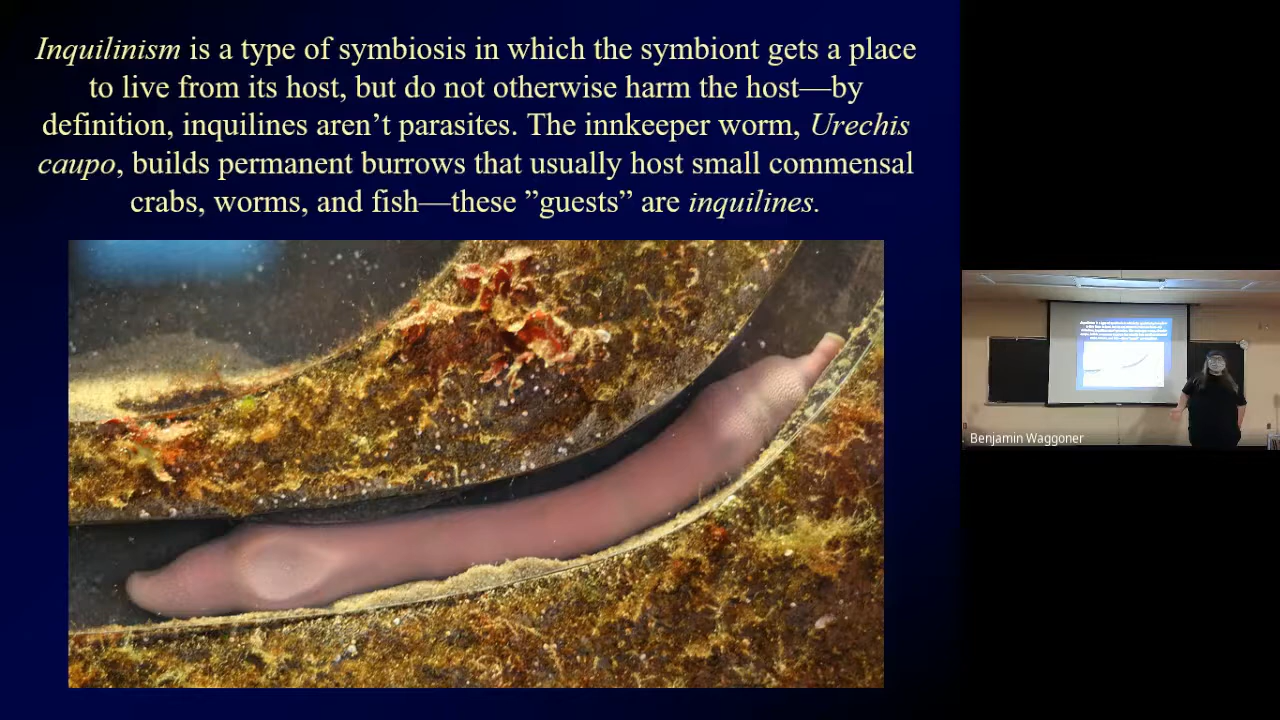 Inquilinism is a type of symbiosis in which the symbiont gets a place
to live from its host, but do not otherwise harm the host—by
definition, inquilines aren’t parasites. The innkeeper worm, Urechis
caupo, builds permanent burrows that usually host small commensal
crabs, worms, and fish—these ”guests” are inquilines.
Benjamin Waggoner